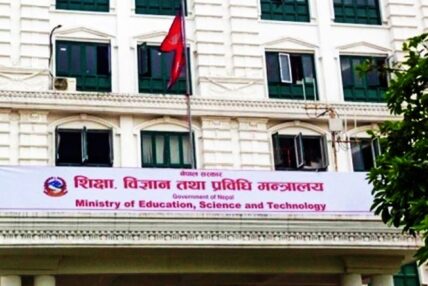 नेपाल सरकार
शिक्षा, विज्ञान तथा प्रविधि मन्त्रालय
Government of Nepal
Ministry of Education, Science and Technology